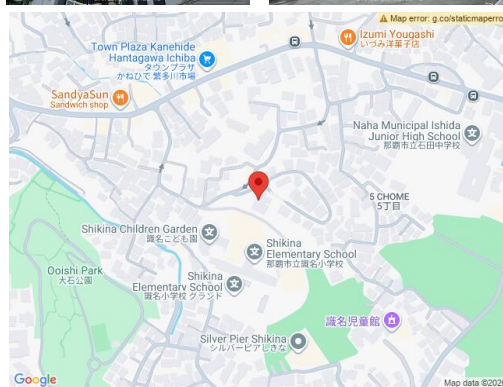 Map error: g.co/staticmaperro
Izumi Yougashi
いづみ洋菓子店
Town Plaza Kanehide
Hantagawa Ichiba
タウンプラザ
かねひで 繁多川市場
SandyaSun
Sandwich shop
Naha Municipal Ishida
Junior High School
那覇市立石田中学校
5 CHOME
5丁目
Shikina Children Garden
識名こども園
Shikina
Elementary School
那覇市立識名小学校
Ooishi Park
大石公園
Shikina
Elementary School
識名小学校 グランド
識名児童館
Silver Pier Shikina
シルバーピアしきな
Google
Map data ©202